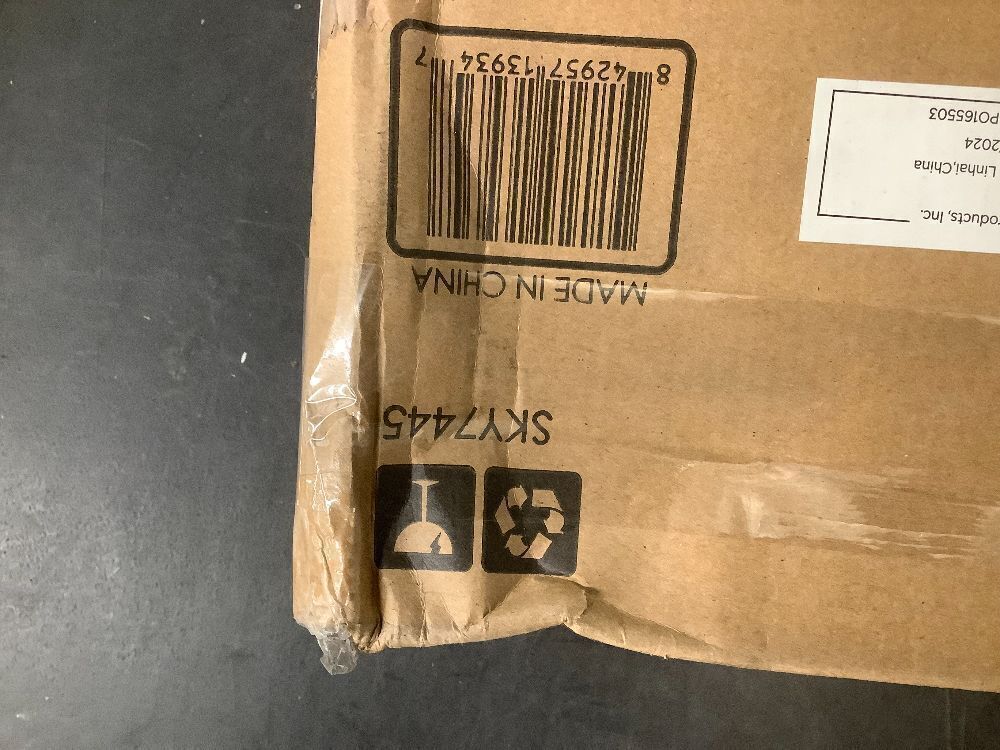 SKY7445
MADE IN CHINA
8 42957 13934 7
roducts, Inc.
Linhai,China
2024
PO165503